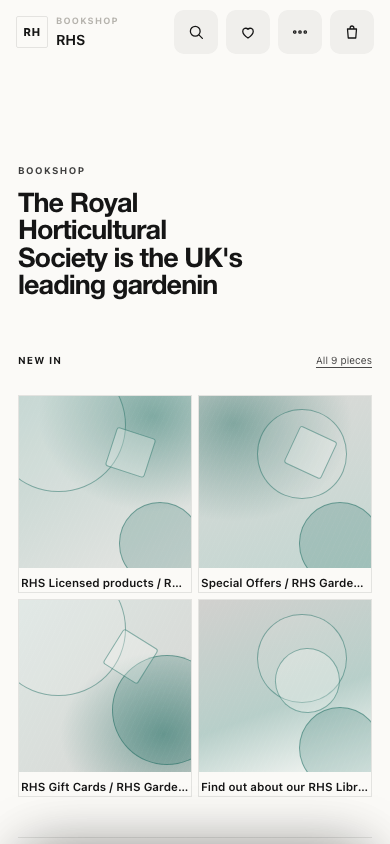 RH
BOOKSHOP
RHS
BOOKSHOP
The Royal
Horticultural
Society is the UK's
leading gardenin
NEW IN
All 9 pieces
RHS Licensed products / R...
Special Offers / RHS Garde...
RHS Gift Cards / RHS Garde...
Find out about our RHS Libr...